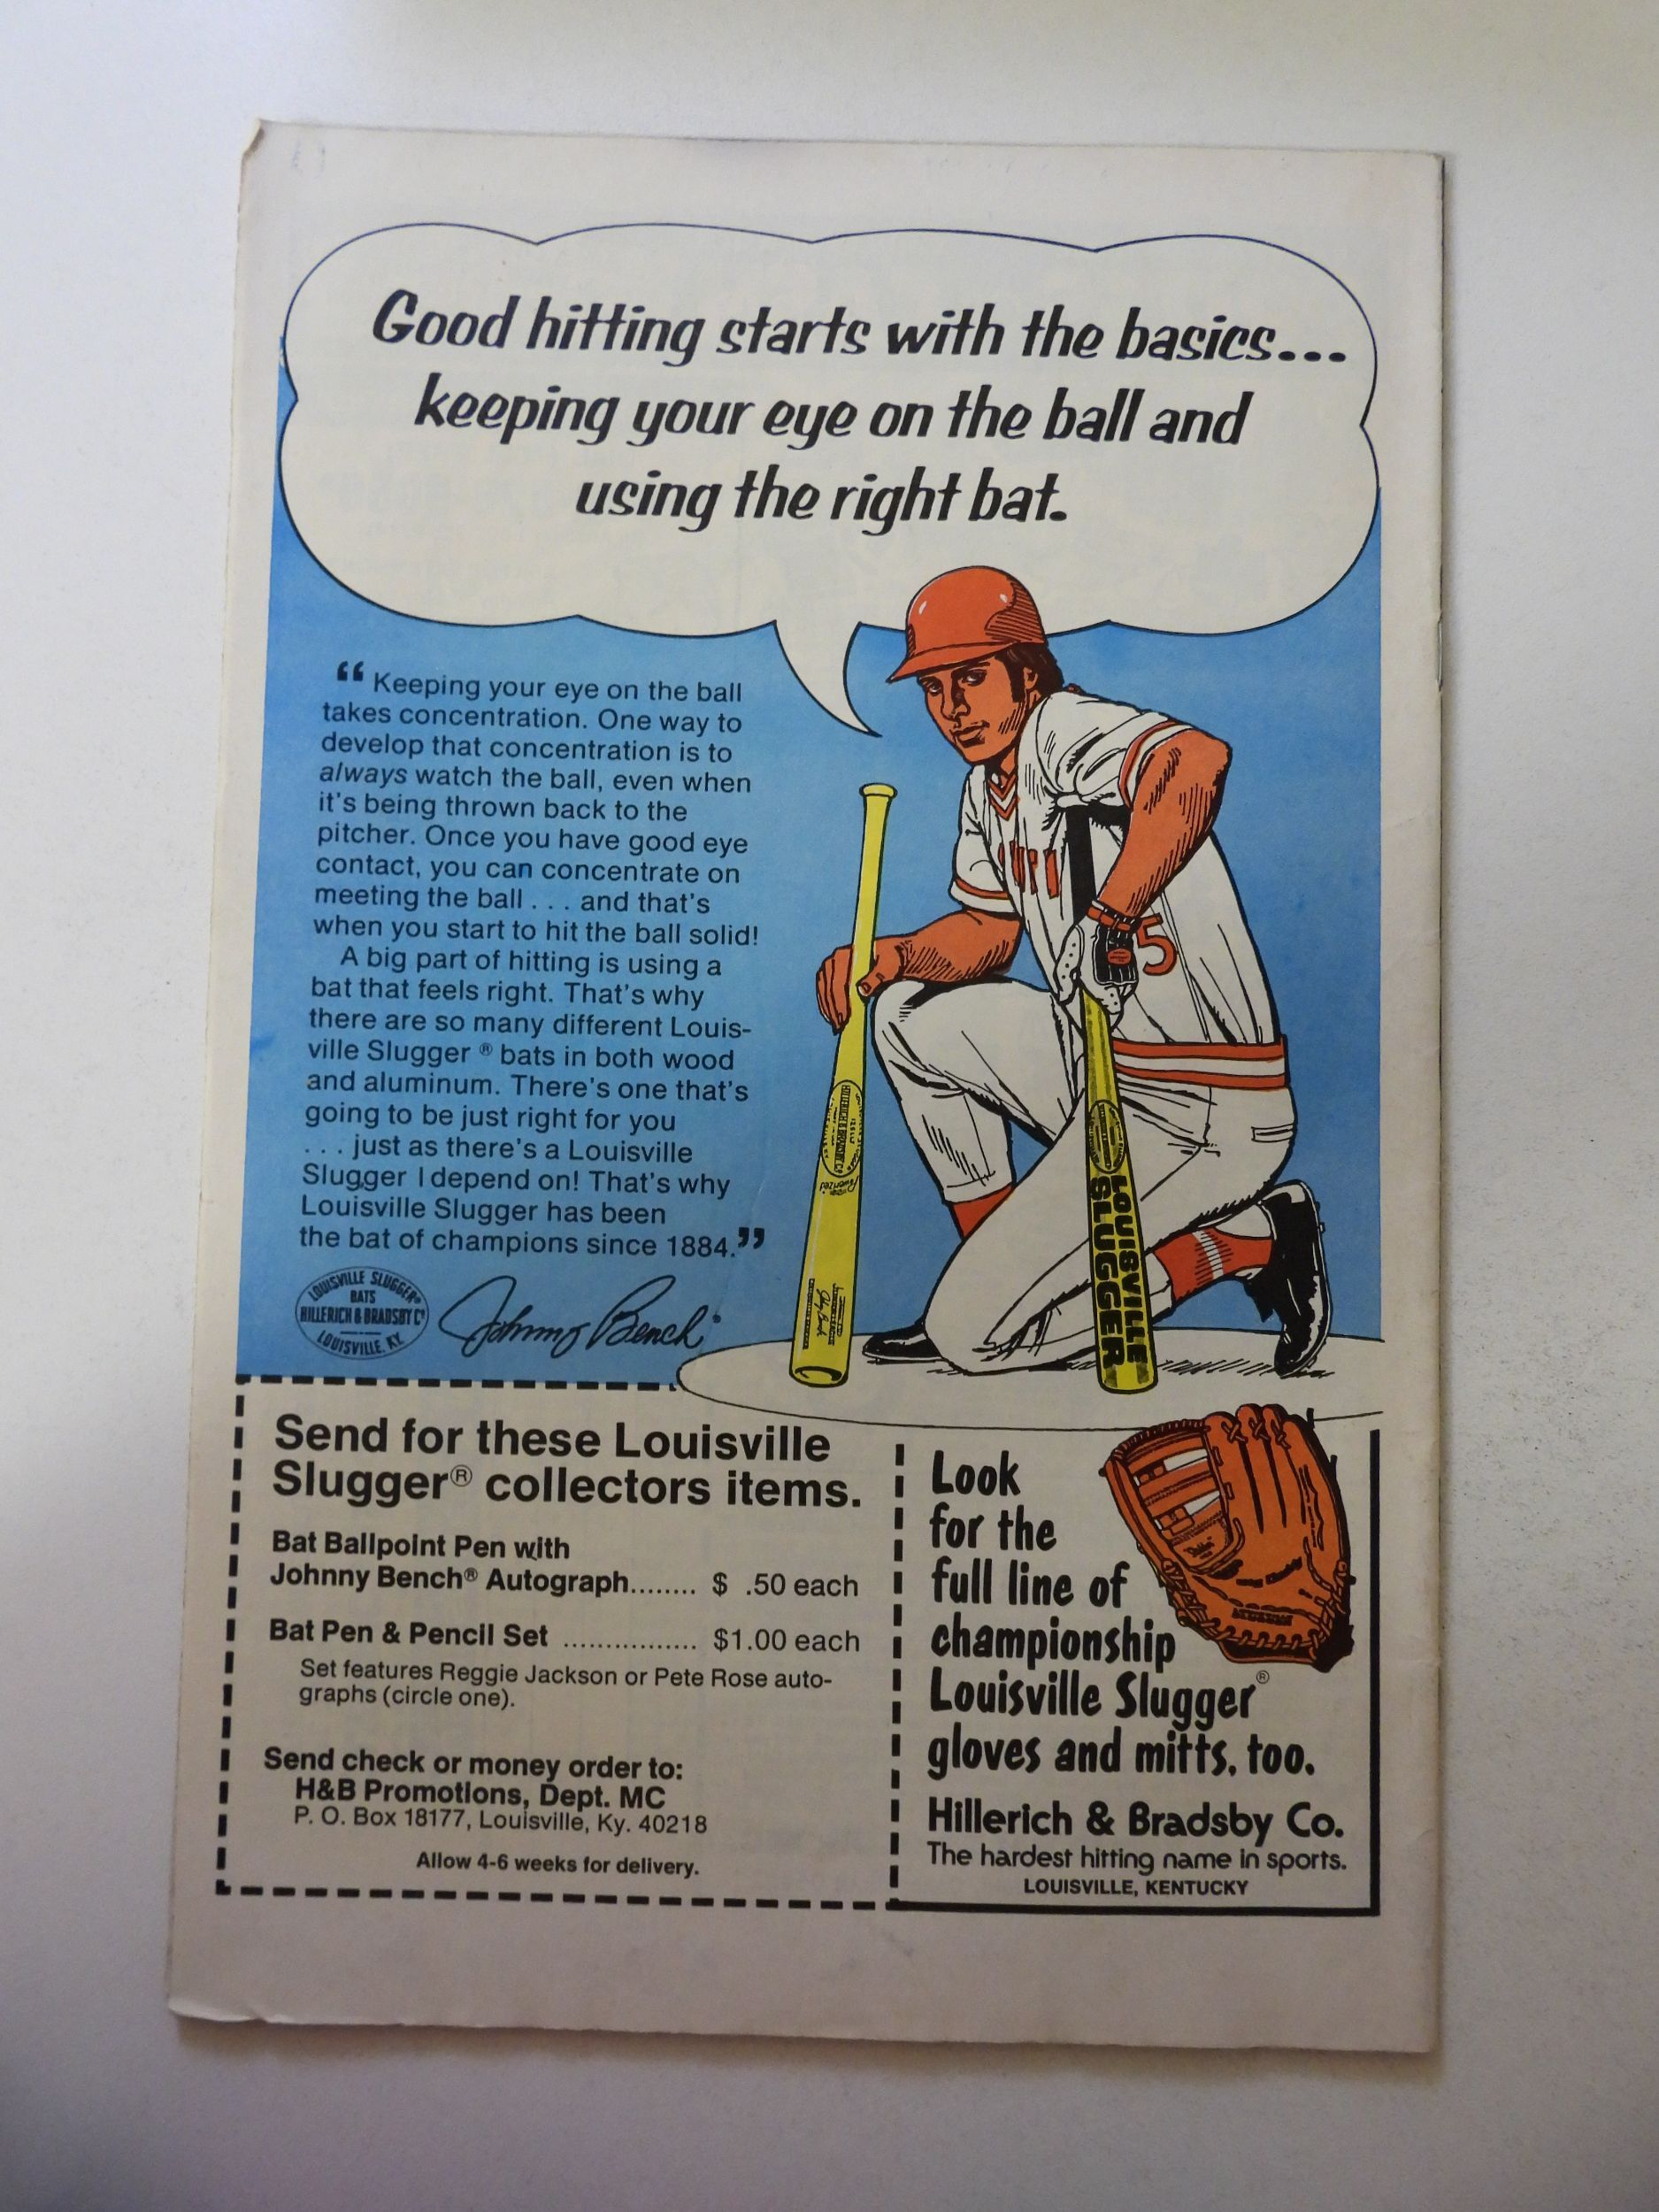 Good hitting starts with the basics...
keeping your eye on the ball and
using the right bat.
“Keeping your eye on the ball
takes concentration. One way to
develop that concentration is to
always watch the ball, even when
it's being thrown back to the
pitcher. Once you have good eye
contact, you can concentrate on
meeting the ball . . . and that's
when you start to hit the ball solid!
A big part of hitting is using a
bat that feels right. That's why
there are so many different Louis-
ville Slugger ® bats in both wood
and aluminum. There's one that's
going to be just right for you
. . . just as there's a Louisville
Slugger I depend on! That's why
Louisville Slugger has been
the bat of champions since 1884.”
LOUISVILLE SLUGGER®
BATS
HILLERICH & BRADSBY Cº
LOUISVILLE, KY.
Johnny Bench
5
LOUISVILLE
SLUGGER
Send for these Louisville
Slugger® collectors items.
Bat Ballpoint Pen with
Johnny Bench® Autograph........ $ .50 each
Bat Pen & Pencil Set ................ $1.00 each
Set features Reggie Jackson or Pete Rose auto-
graphs (circle one).
Send check or money order to:
H&B Promotions, Dept. MC
P. O. Box 18177, Louisville, Ky. 40218
Allow 4-6 weeks for delivery.
Look
for the
full line of
championship
Louisville Slugger®
gloves and mitts, too.
Hillerich & Bradsby Co.
The hardest hitting name in sports.
LOUISVILLE, KENTUCKY